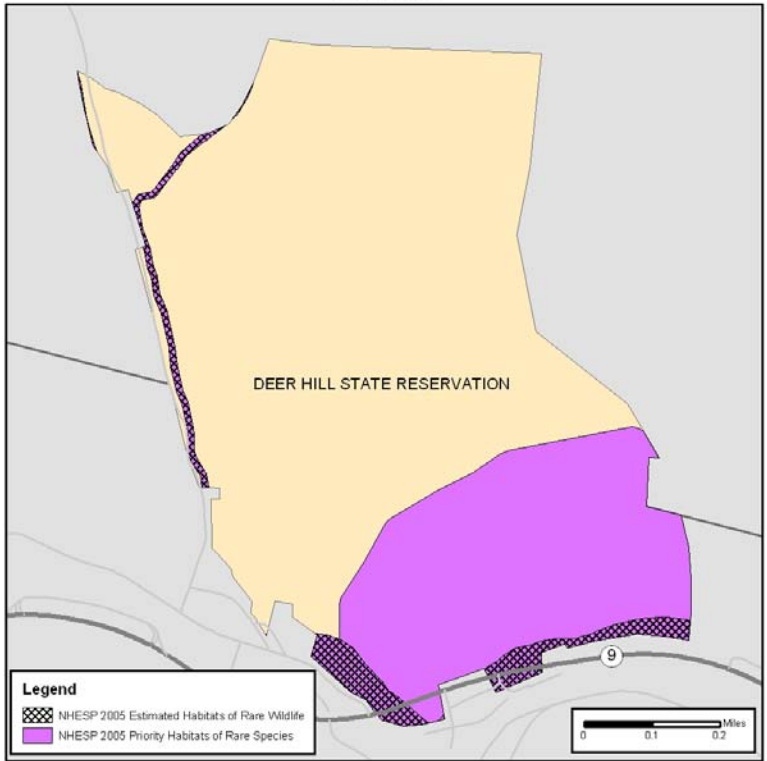 DEER HILL STATE RESERVATION
9
Legend
NHESP 2005 Estimated Habitats of Rare Wildlife
NHESP 2005 Priority Habitats of Rare Species
Miles
0 0.1 0.2